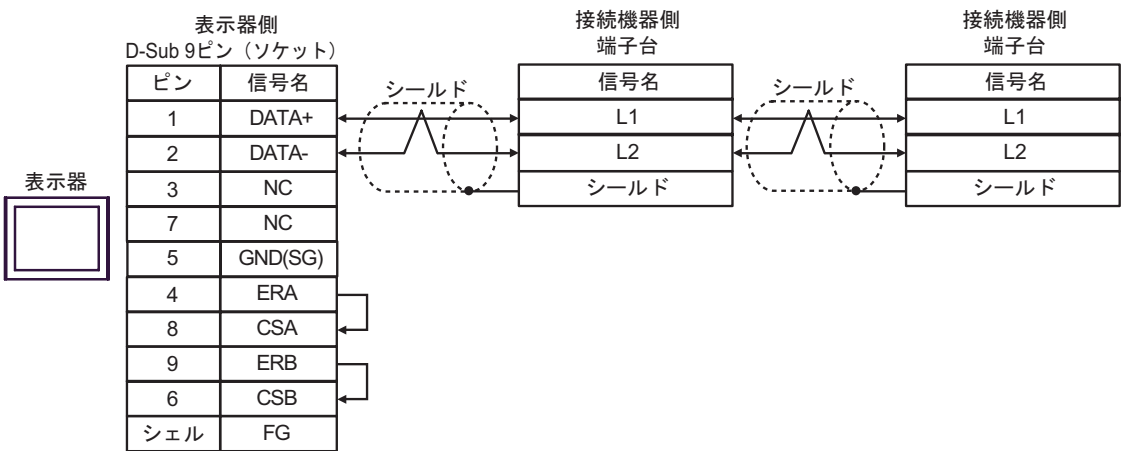 表示器側
D-Sub 9ピン（ソケット）
接続機器側
端子台
接続機器側
端子台
表示器
ピン 信号名
1 DATA+
2 DATA-
3 NC
7 NC
5 GND(SG)
4 ERA
8 CSA
9 ERB
6 CSB
シェル FG
シールド
信号名
L1
L2
シールド
シールド
信号名
L1
L2
シールド